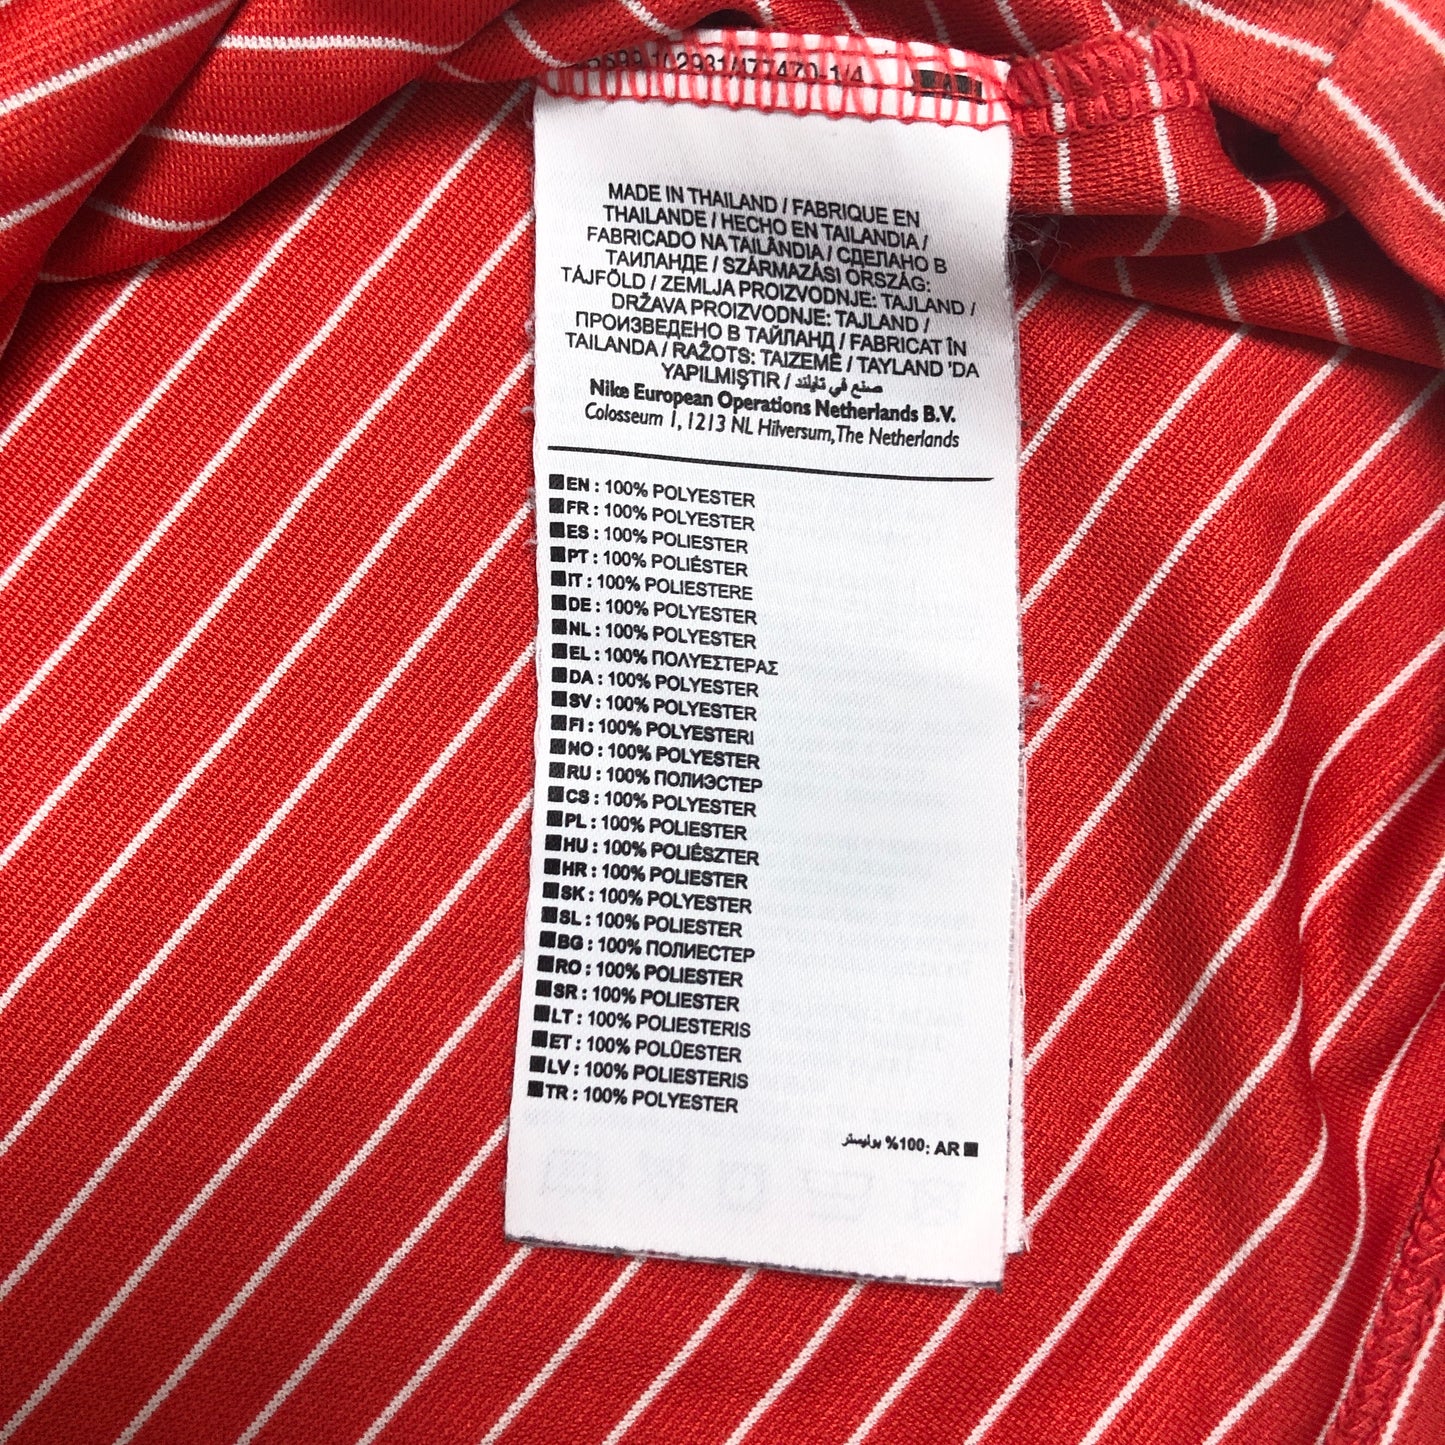 MADE IN THAILAND / FABRIQUE EN
THAILANDE / HECHO EN TAILANDIA /
FABRICADO NA TAILÂNDIA / СДЕЛАНО В
ТАИЛАНДЕ / SZÁRMAZÁSI ORSZÁG:
TÁJFÖLD / ZEMLJA PROIZVODNJE: TAJLAND /
DRŽAVA PROIZVODNJE: TAJLAND /
ПРОИЗВЕДЕНО В ТАЙЛАНД / FABRICAT ÎN
TAILANDA / RAŽOTS: TAIZEMĒ / TAYLAND 'DA
YAPILMIŞTIR / صنع في تايلند
Nike European Operations Netherlands B.V.
Colosseum 1, 1213 NL Hilversum, The Netherlands
EN : 100% POLYESTER
FR : 100% POLYESTER
ES : 100% POLIESTER
PT : 100% POLIÉSTER
IT : 100% POLIESTERE
DE : 100% POLYESTER
NL : 100% POLYESTER
EL : 100% ΠΟΛΥΕΣΤΕΡΑΣ
DA : 100% POLYESTER
SV : 100% POLYESTER
FI : 100% POLYESTERI
NO : 100% POLYESTER
RU : 100% ПОЛИЭСТЕР
CS : 100% POLYESTER
PL : 100% POLIESTER
HU : 100% POLIÉSZTER
HR : 100% POLIESTER
SK : 100% POLYESTER
SL : 100% POLIESTER
BG : 100% ПОЛИЕСТЕР
RO : 100% POLIESTER
SR : 100% POLIESTER
LT : 100% POLIESTERIS
ET : 100% POLÜESTER
LV : 100% POLIESTERIS
TR : 100% POLYESTER
AR :100% بوليستر